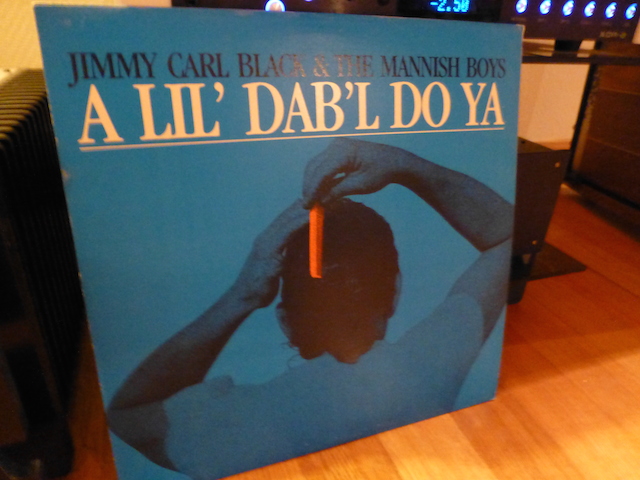 -2.50
JIMMY CARL BLACK & THE MANNISH BOYS
A LIL' DAB'L DO YA